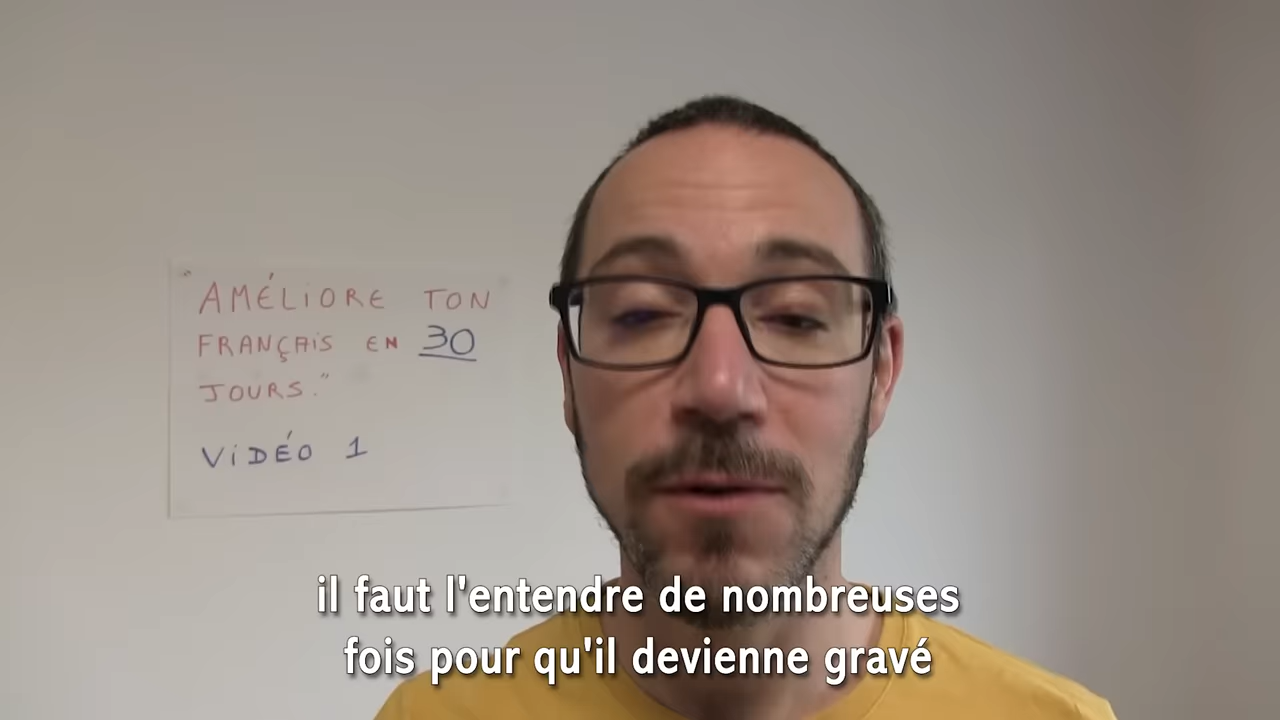 "AMÉLIORE TON
FRANÇAIS EN 30
JOURS."
VIDÉO 1
il faut l'entendre de nombreuses
fois pour qu'il devienne gravé